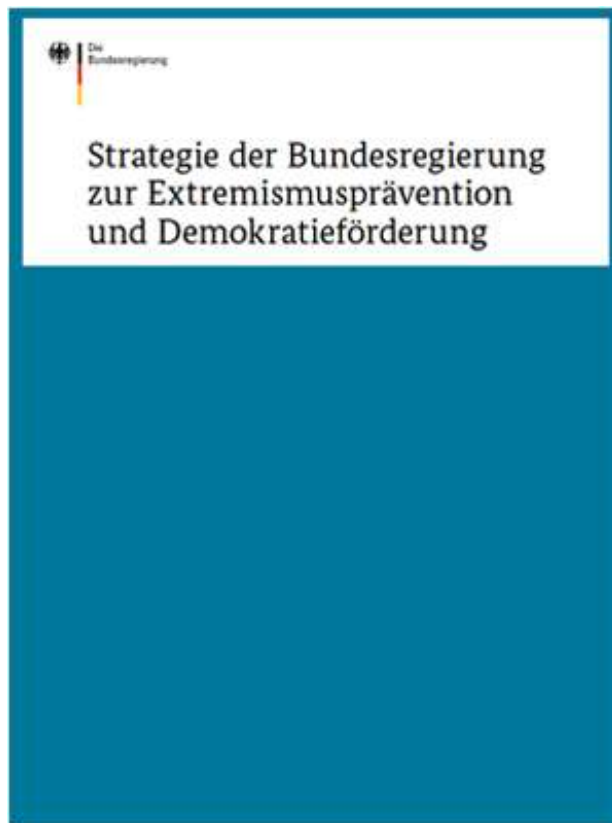 Die
Bundesregierung
Strategie der Bundesregierung
zur Extremismusprävention
und Demokratieförderung